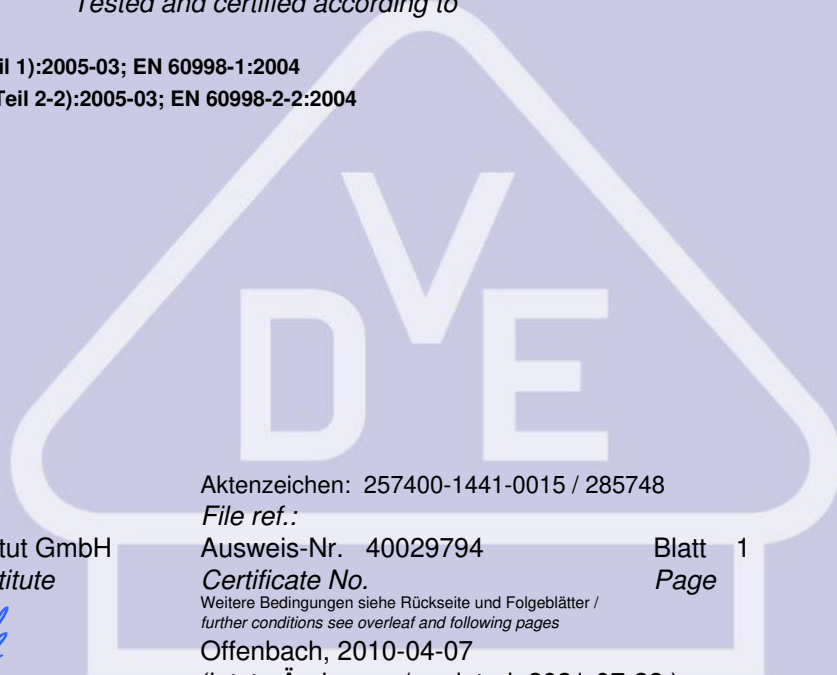 Tested and certified according to
il 1):2005-03; EN 60998-1:2004
Teil 2-2):2005-03; EN 60998-2-2:2004
VDE
Aktenzeichen: 257400-1441-0015 / 285748
File ref.:
tut GmbH Ausweis-Nr. 40029794 Blatt 1
titute Certificate No. Page
Weitere Bedingungen siehe Rückseite und Folgeblätter /
further conditions see overleaf and following pages
Offenbach, 2010-04-07